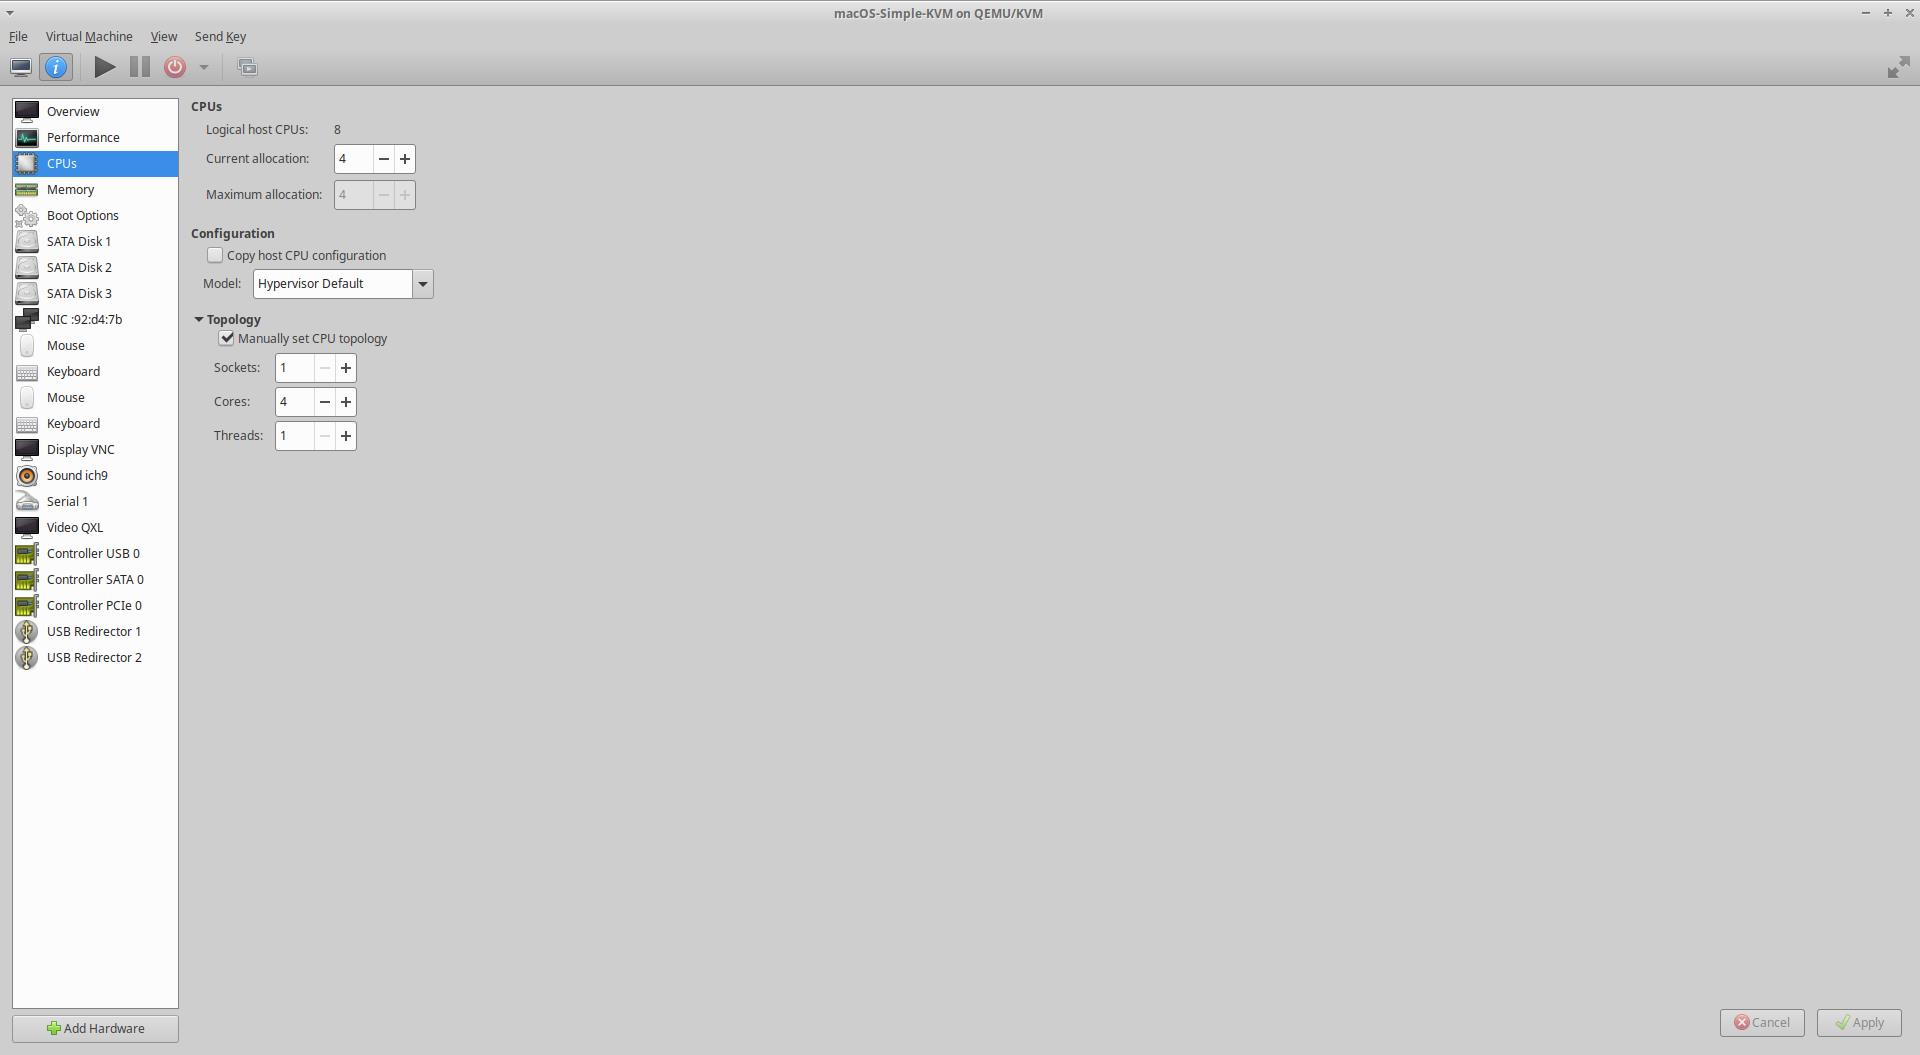 macOS-Simple-KVM on QEMU/KVM
File Virtual Machine View Send Key
Overview
Performance
CPUs
Memory
Boot Options
SATA Disk 1
SATA Disk 2
SATA Disk 3
NIC :92:d4:7b
Mouse
Keyboard
Mouse
Keyboard
Display VNC
Sound ich9
Serial 1
Video QXL
Controller USB 0
Controller SATA 0
Controller PCIe 0
USB Redirector 1
USB Redirector 2
Add Hardware
CPUs
Logical host CPUs: 8
Current allocation: 4
Maximum allocation: 4
Configuration
Copy host CPU configuration
Model: Hypervisor Default
Topology
Manually set CPU topology
Sockets: 1
Cores: 4
Threads: 1
Cancel Apply